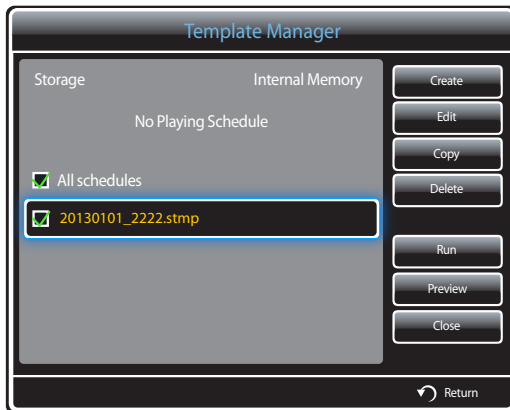 Template Manager
Storage Internal Memory
No Playing Schedule
All schedules
20130101_2222.stmp
Create
Edit
Copy
Delete
Run
Preview
Close
Return